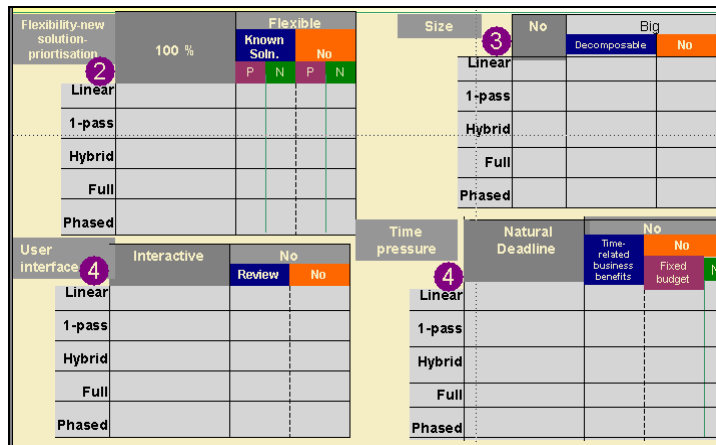 Flexibility-new
solution-
priortisation
2
100 %
Flexible
Known
Soln.
No
P N P N
Linear
1-pass
Hybrid
Full
Phased
Size
3
No
Big
Decomposable No
Linear
1-pass
Hybrid
Full
Phased
User
interface
4
Interactive
No
Review No
Linear
1-pass
Hybrid
Full
Phased
Time
pressure
4
Natural
Deadline
No
Time-
related
business
benefits
No
Fixed
budget
N
Linear
1-pass
Hybrid
Full
Phased